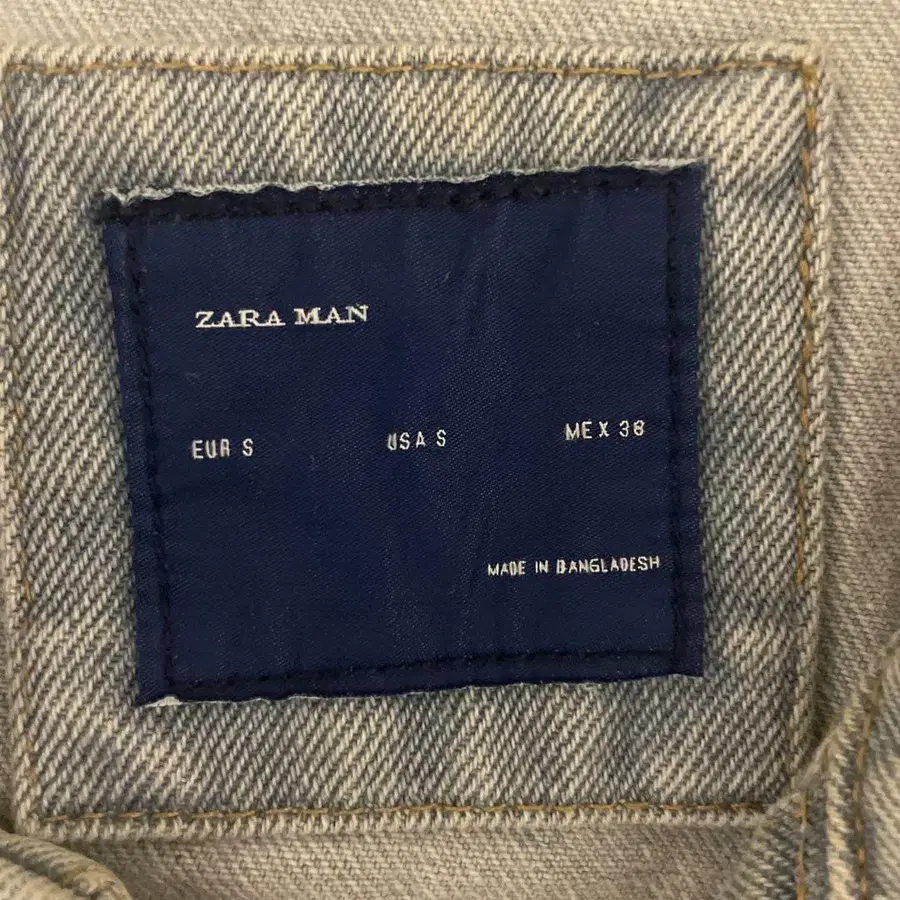 ZARA MAN
EUR S USA S MEX 38
MADE IN BANGLADESH